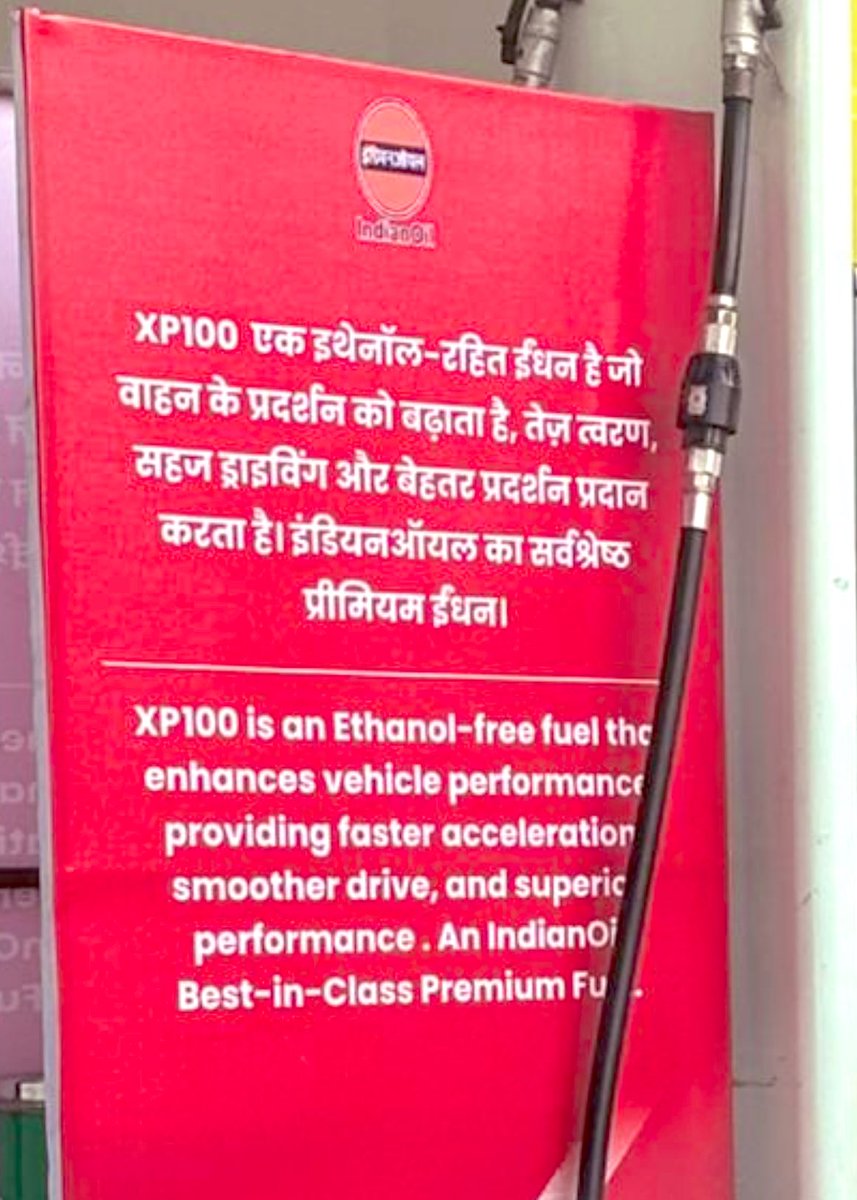 इंडियनऑयल
IndianOil
XP100 एक इथेनॉल-रहित ईंधन है जो
वाहन के प्रदर्शन को बढ़ाता है, तेज़ त्वरण,
सहज ड्राइविंग और बेहतर प्रदर्शन प्रदान
करता है। इंडियनऑयल का सर्वश्रेष्ठ
प्रीमियम ईंधन।
XP100 is an Ethanol-free fuel
enhances vehicle performance
providing faster acceleration
smoother drive, and
performance . An
Best-in-Class Premium